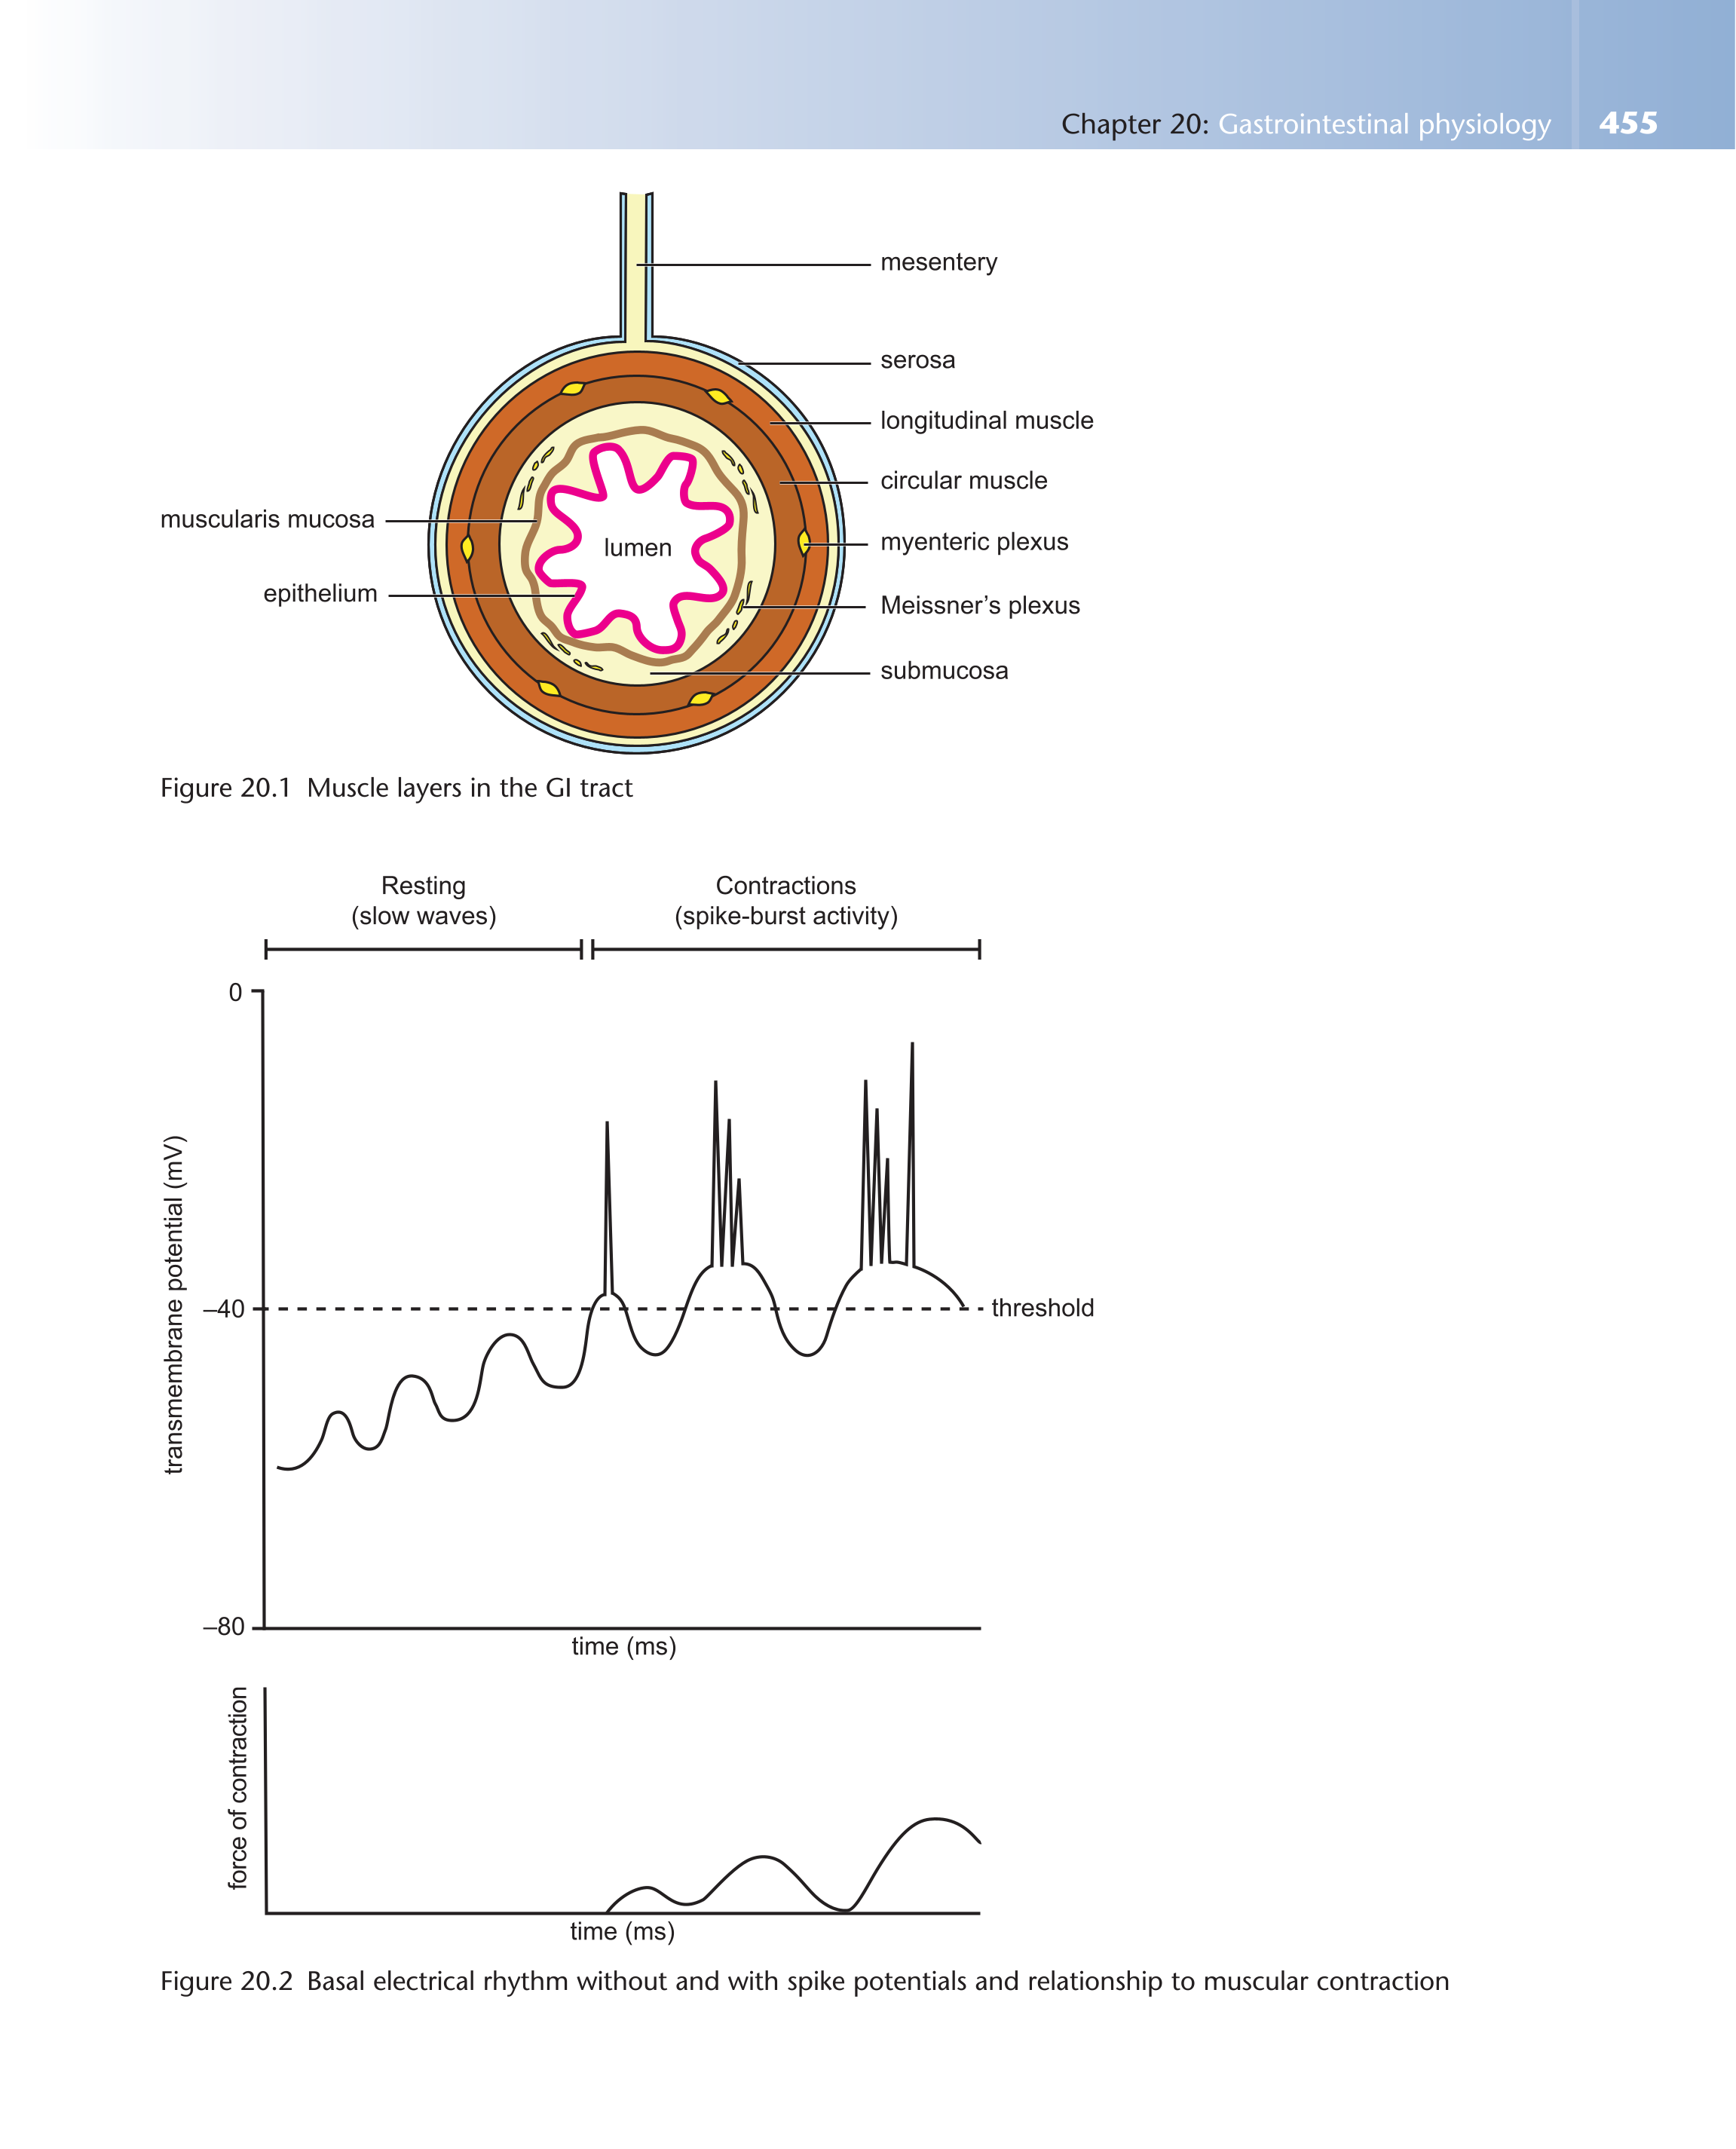 Chapter 20: Gastrointestinal physiology 455
mesentery
serosa
longitudinal muscle
circular muscle
muscularis mucosa
lumen
myenteric plexus
epithelium
Meissner’s plexus
submucosa
Figure 20.1 Muscle layers in the GI tract
Resting
(slow waves)
Contractions
(spike-burst activity)
0
transmembrane potential (mV)
–40
threshold
–80
time (ms)
force of contraction
time (ms)
Figure 20.2 Basal electrical rhythm without and with spike potentials and relationship to muscular contraction